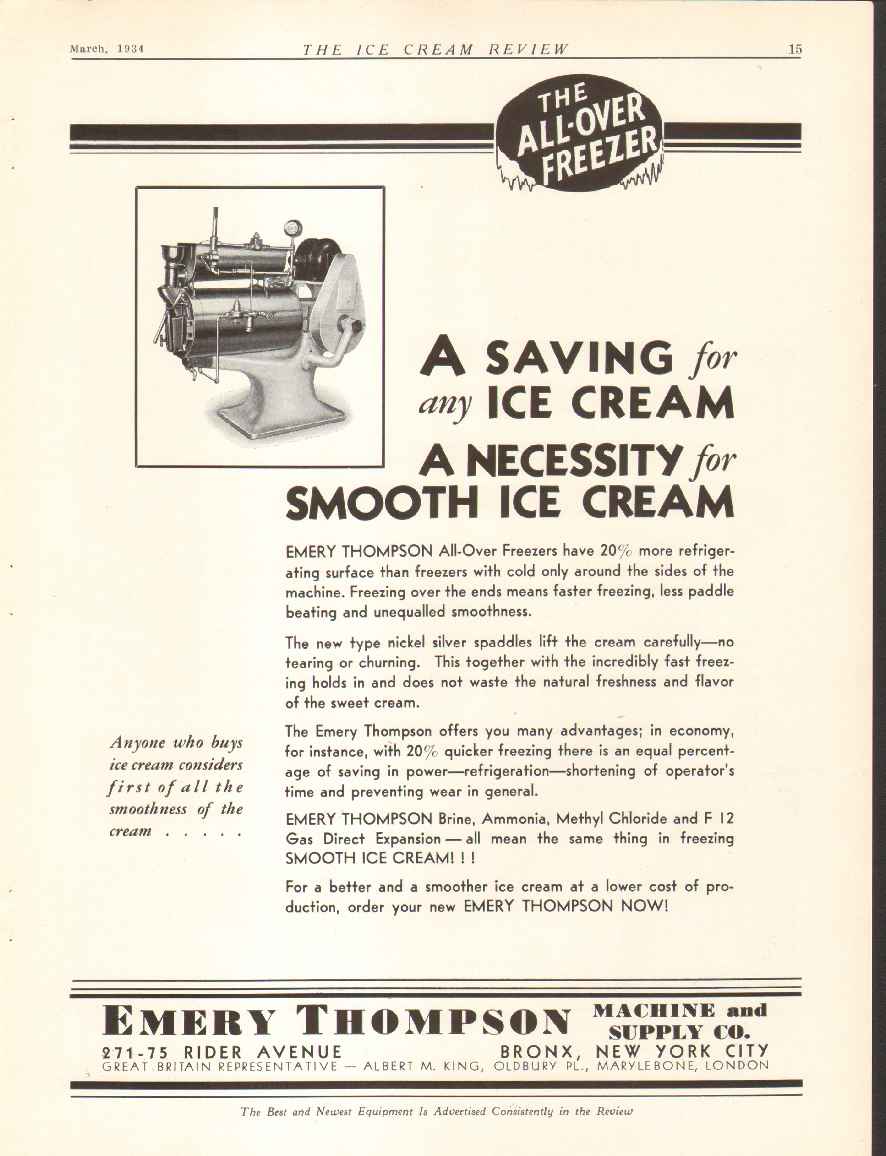 March, 1934
THE ICE CREAM REVIEW
15
THE
ALL-OVER
FREEZER
A SAVING for
any ICE CREAM
A NECESSITY for
SMOOTH ICE CREAM
EMERY THOMPSON All-Over Freezers have 20% more refriger-
ating surface than freezers with cold only around the sides of the
machine. Freezing over the ends means faster freezing, less paddle
beating and unequalled smoothness.
The new type nickel silver spaddles lift the cream carefully—no
tearing or churning. This together with the incredibly fast freez-
ing holds in and does not waste the natural freshness and flavor
of the sweet cream.
The Emery Thompson offers you many advantages; in economy,
for instance, with 20% quicker freezing there is an equal percent-
age of saving in power—refrigeration—shortening of operator's
time and preventing wear in general.
EMERY THOMPSON Brine, Ammonia, Methyl Chloride and F 12
Gas Direct Expansion — all mean the same thing in freezing
SMOOTH ICE CREAM! ! !
For a better and a smoother ice cream at a lower cost of pro-
duction, order your new EMERY THOMPSON NOW!
Anyone who buys
ice cream considers
first of all the
smoothness of the
cream . . . . .
EMERY THOMPSON MACHINE and
SUPPLY CO.
271-75 RIDER AVENUE BRONX, NEW YORK CITY
GREAT BRITAIN REPRESENTATIVE — ALBERT M. KING, OLDBURY PL., MARYLEBONE, LONDON
The Best and Newest Equipment Is Advertised Consistently in the Review